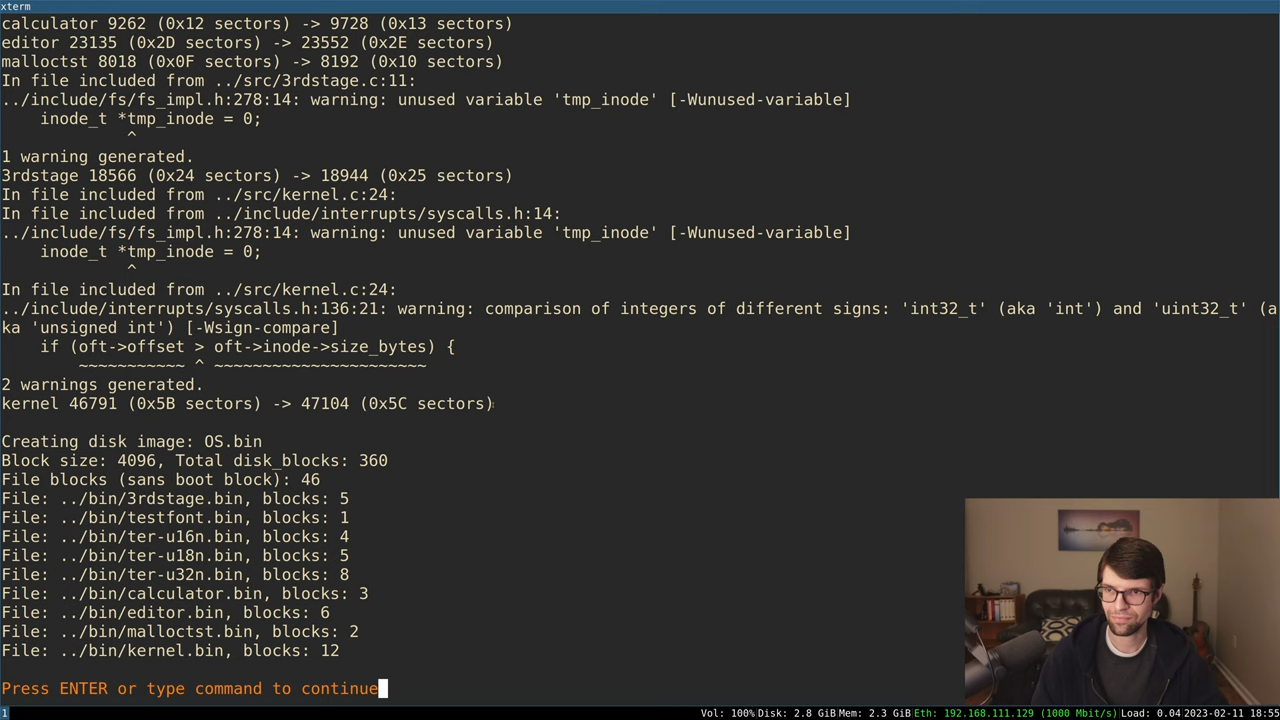 xterm
calculator 9262 (0x12 sectors) -> 9728 (0x13 sectors)
editor 23135 (0x2D sectors) -> 23552 (0x2E sectors)
malloctst 8018 (0x0F sectors) -> 8192 (0x10 sectors)
In file included from ../src/3rdstage.c:11:
../include/fs/fs_impl.h:278:14: warning: unused variable 'tmp_inode' [-Wunused-variable]
    inode_t *tmp_inode = 0;
             ^
1 warning generated.
3rdstage 18566 (0x24 sectors) -> 18944 (0x25 sectors)
In file included from ../src/kernel.c:24:
In file included from ../include/interrupts/syscalls.h:14:
../include/fs/fs_impl.h:278:14: warning: unused variable 'tmp_inode' [-Wunused-variable]
    inode_t *tmp_inode = 0;
             ^
In file included from ../src/kernel.c:24:
../include/interrupts/syscalls.h:136:21: warning: comparison of integers of different signs: 'int32_t' (aka 'int') and 'uint32_t' (a
ka 'unsigned int') [-Wsign-compare]
    if (oft->offset > oft->inode->size_bytes) {
        ~~~~~~~~~~~ ^ ~~~~~~~~~~~~~~~~~~~~~~
2 warnings generated.
kernel 46791 (0x5B sectors) -> 47104 (0x5C sectors)
Creating disk image: OS.bin
Block size: 4096, Total disk_blocks: 360
File blocks (sans boot block): 46
File: ../bin/3rdstage.bin, blocks: 5
File: ../bin/testfont.bin, blocks: 1
File: ../bin/ter-u16n.bin, blocks: 4
File: ../bin/ter-u18n.bin, blocks: 5
File: ../bin/ter-u32n.bin, blocks: 8
File: ../bin/calculator.bin, blocks: 3
File: ../bin/editor.bin, blocks: 6
File: ../bin/malloctst.bin, blocks: 2
File: ../bin/kernel.bin, blocks: 12
Press ENTER or type command to continue
1 Vol: 100% Disk: 2.8 GiB Mem: 2.3 GiB Eth: 192.168.111.129 (1000 Mbit/s) Load: 0.04 2023-02-11 18:55